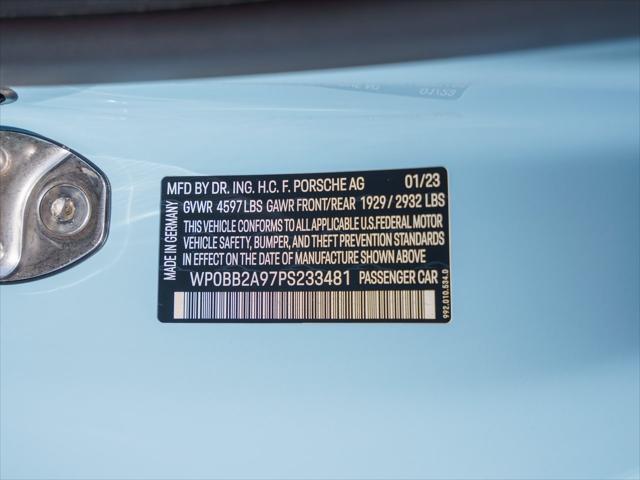 MFD BY DR. ING. H.C. F. PORSCHE AG 01/23
GVWR 4597 LBS GAWR FRONT/REAR 1929 / 2932 LBS
THIS VEHICLE CONFORMS TO ALL APPLICABLE U.S.FEDERAL MOTOR
VEHICLE SAFETY, BUMPER, AND THEFT PREVENTION STANDARDS
IN EFFECT ON THE DATE OF MANUFACTURE SHOWN ABOVE
WP0BB2A97PS233481 PASSENGER CAR
MADE IN GERMANY
992.010.534.0